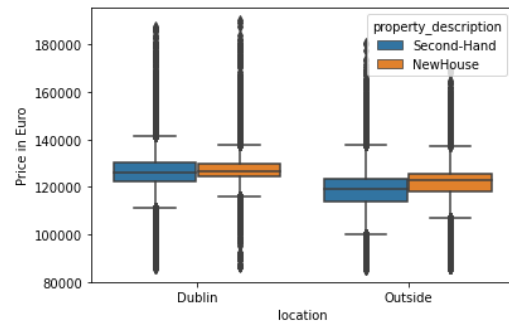 property_description
Second-Hand
NewHouse
180000
160000
140000
120000
100000
80000
Price in Euro
Dublin
Outside
location